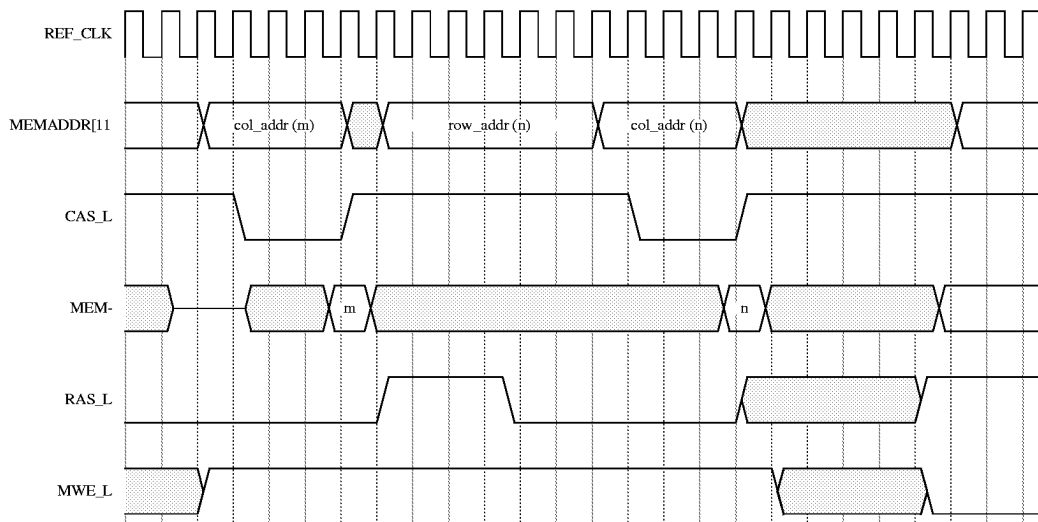 REF_CLK
MEMADDR[11
col_addr (m)
row_addr (n)
col_addr (n)
CAS_L
MEM-
m
n
RAS_L
MWE_L